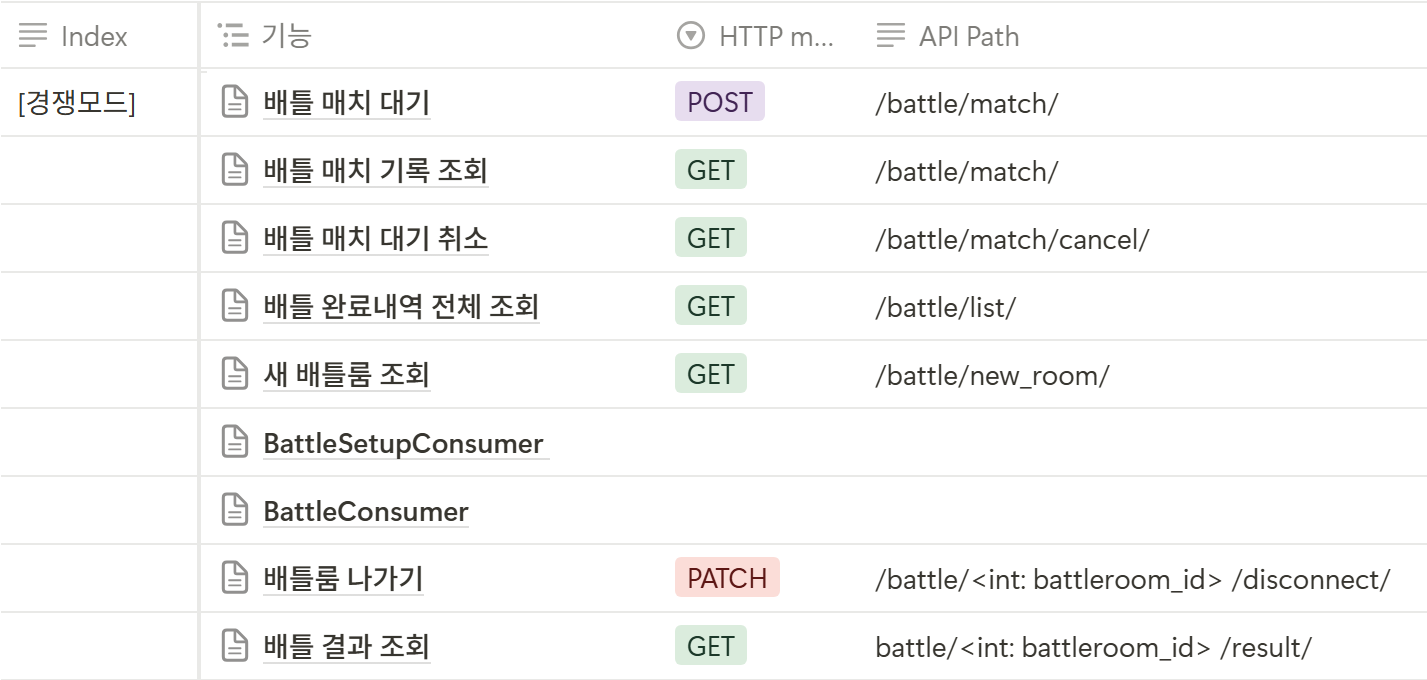 Index 기능 HTTP m... API Path
[경쟁모드] 배틀 매치 대기 POST /battle/match/
배틀 매치 기록 조회 GET /battle/match/
배틀 매치 대기 취소 GET /battle/match/cancel/
배틀 완료내역 전체 조회 GET /battle/list/
새 배틀룸 조회 GET /battle/new_room/
BattleSetupConsumer
BattleConsumer
배틀룸 나가기 PATCH /battle/<int: battleroom_id> /disconnect/
배틀 결과 조회 GET battle/<int: battleroom_id> /result/